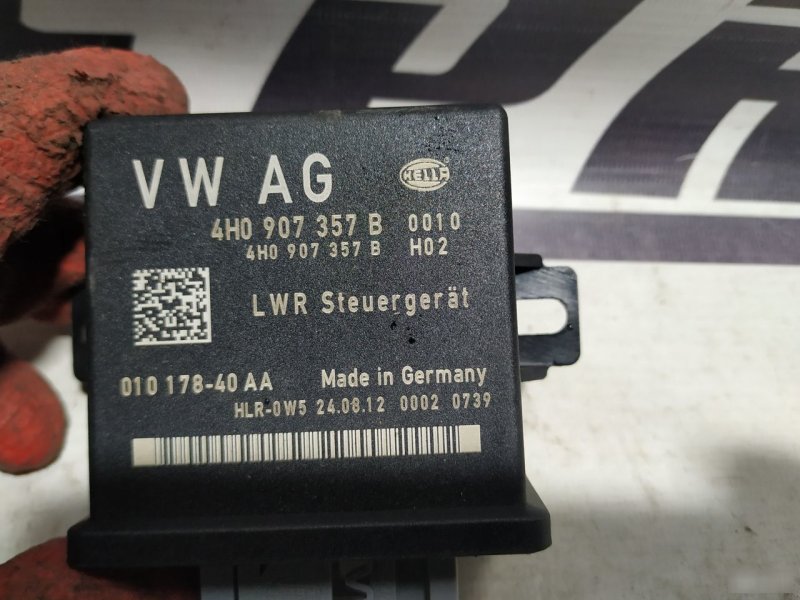 VW AG HELLA
4H0 907 357 B 0010
4H0 907 357 B H02
LWR Steuergerät
010 178-40 AA Made in Germany
HLR-0W5 24.08.12 0002 0739